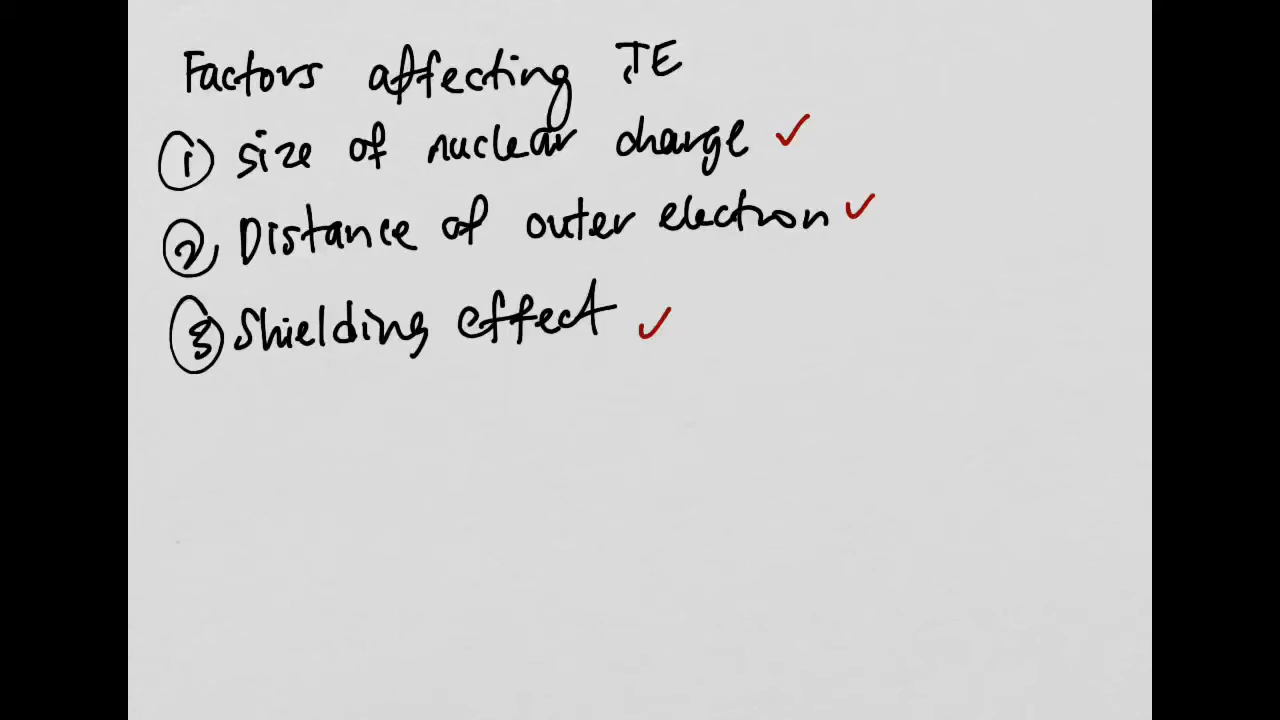 Factors affecting IE
① size of nuclear charge ✓
② Distance of outer electron ✓
③ Shielding effect ✓